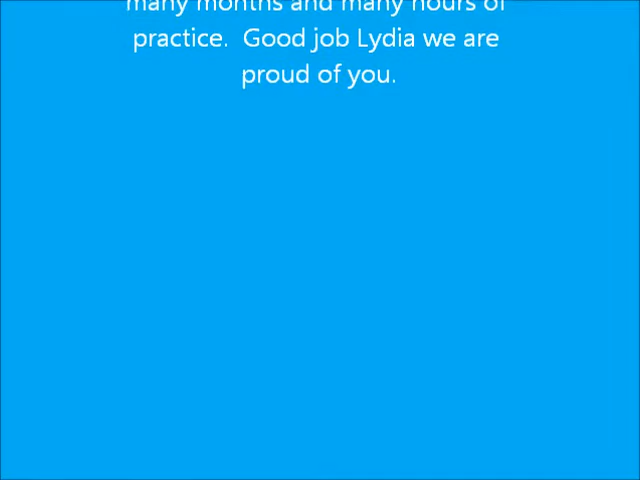 many months and many hours of
practice.  Good job Lydia we are
proud of you.